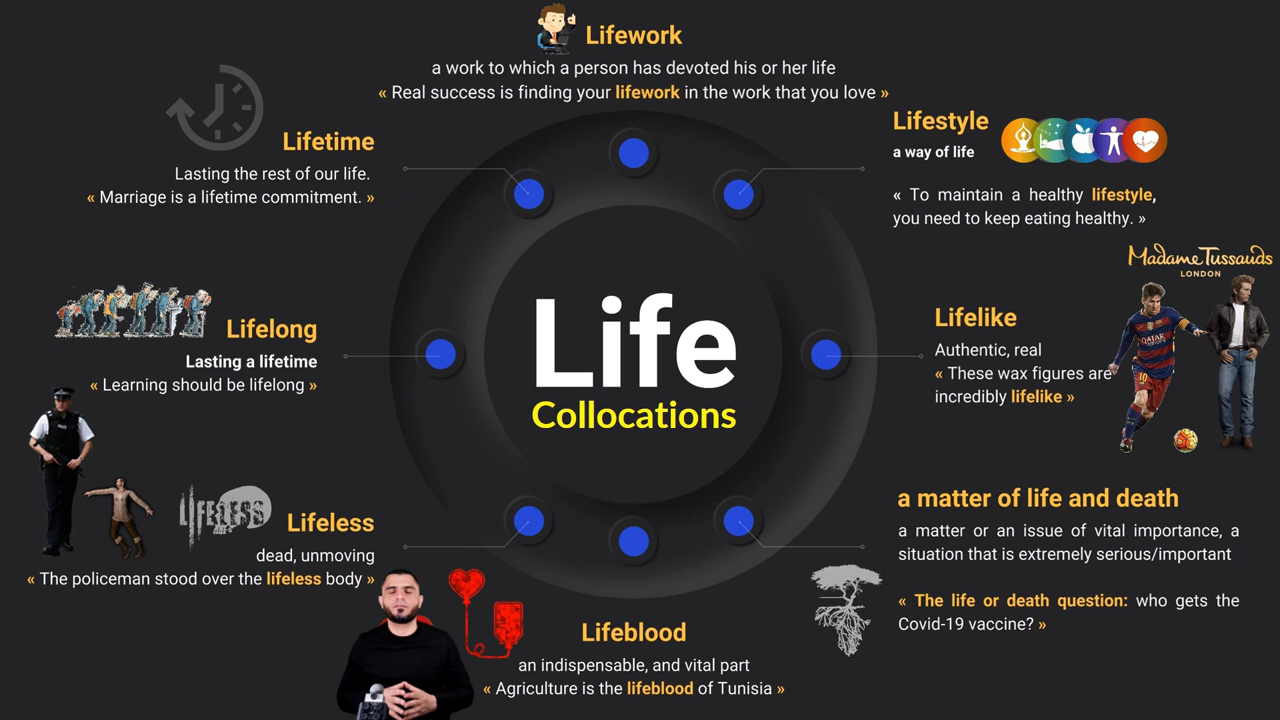 Lifework
a work to which a person has devoted his or her life
« Real success is finding your lifework in the work that you love »
Lifestyle
a way of life
« To maintain a healthy lifestyle,
you need to keep eating healthy. »
Lifetime
Lasting the rest of our life.
« Marriage is a lifetime commitment. »
Madame Tussauds
LONDON
Lifelike
Authentic, real
« These wax figures are
incredibly lifelike »
QATAR
10
Lifelong
Lasting a lifetime
« Learning should be lifelong »
Life
Collocations
a matter of life and death
a matter or an issue of vital importance, a
situation that is extremely serious/important
« The life or death question: who gets the
Covid-19 vaccine? »
LIFELESS
Lifeless
dead, unmoving
« The policeman stood over the lifeless body »
Lifeblood
an indispensable, and vital part
« Agriculture is the lifeblood of Tunisia »